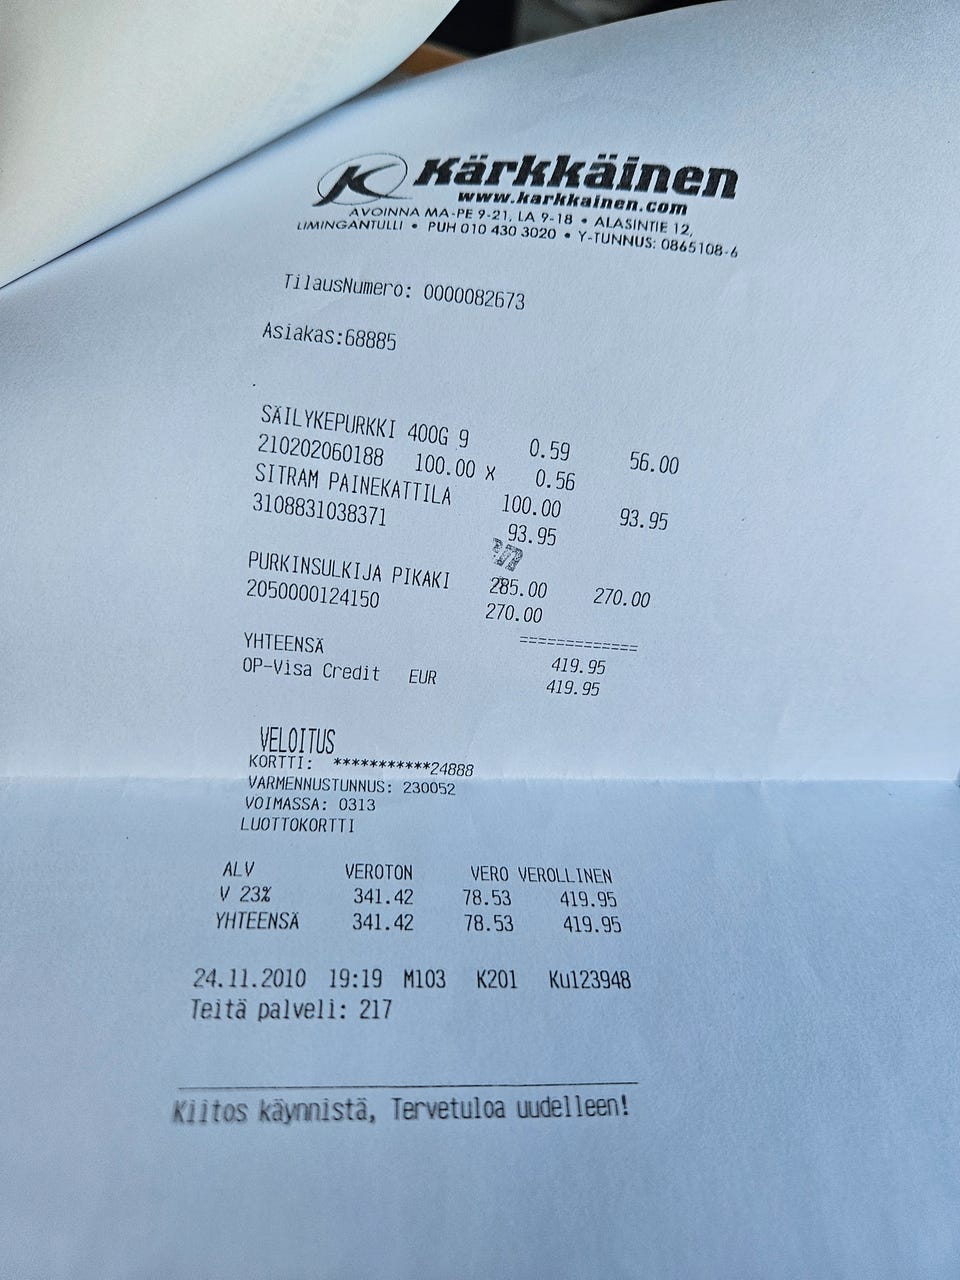 Kärkkäinen
www.karkkainen.com
AVOINNA MA-PE 9-21, LA 9-18 • ALASINTIE 12,
LIMINGANTULLI • PUH 010 430 3020 • Y-TUNNUS: 0865108-6
TilausNumero: 0000082673
Asiakas:68885
SÄILYKEPURKKI 400G 9 0.59 56.00
210202060188 100.00 x 0.56
SITRAM PAINEKATTILA 100.00 93.95
3108831038371 93.95
PURKINSULKIJA PIKAKI 285.00 270.00
2050000124150 270.00
=============
YHTEENSÄ 419.95
OP-Visa Credit EUR 419.95
VELOITUS
KORTTI: ***********24888
VARMENNUSTUNNUS: 230052
VOIMASSA: 0313
LUOTTOKORTTI
ALV VEROTON VERO VEROLLINEN
V 23% 341.42 78.53 419.95
YHTEENSÄ 341.42 78.53 419.95
24.11.2010 19:19 M103 K201 Ku123948
Teitä palveli: 217
Kiitos käynnistä, Tervetuloa uudelleen!